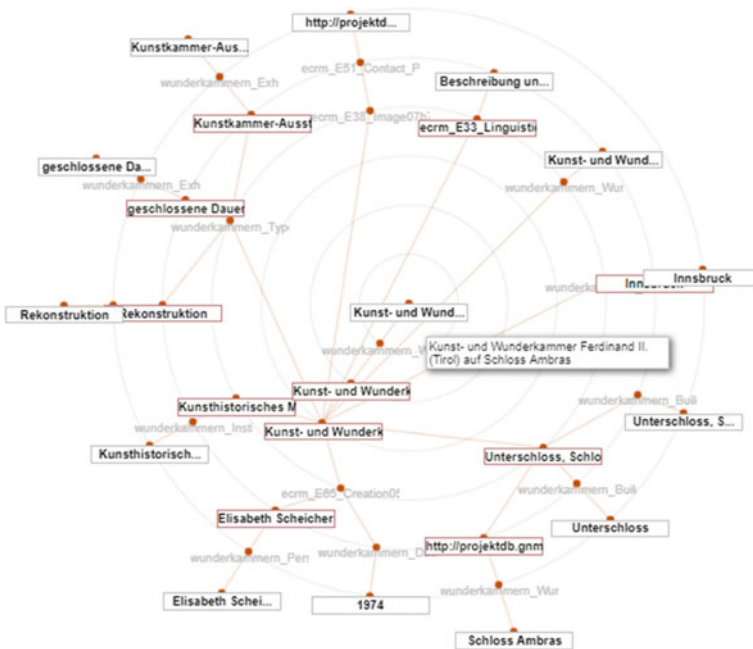 http://projektd...
Kunstkammer-Aus...
ecrm_E51_Contact_P
wunderkammern_Exh
Beschreibung un...
ecrm_E38_Image07b
Kunstkammer-Ausst
ecrm_E33_Linguisti
geschlossene Da...
Kunst- und Wund...
wunderkammern_Exh
wunderkammern_Wur
geschlossene Dauer
wunderkammern_Typ
Innsbruck
Rekonstruktion
Rekonstruktion
Kunst- und Wund...
Kunst- und Wunderkammer Ferdinand II.
(Tirol) auf Schloss Ambras
Kunst- und Wunderk
Kunsthistorisches M
wunderkammern_Buil
Unterschloss, S...
wunderkammern_Insti
Kunst- und Wunderk
Kunsthistorisch...
Unterschloss, Schlo
ecrm_E65_Creation05
wunderkammern_Buil
Elisabeth Scheicher
Unterschloss
http://projektdb.gnm
wunderkammern_Pers
wunderkammern_D
wunderkammern_Wur
Elisabeth Schei...
1974
Schloss Ambras